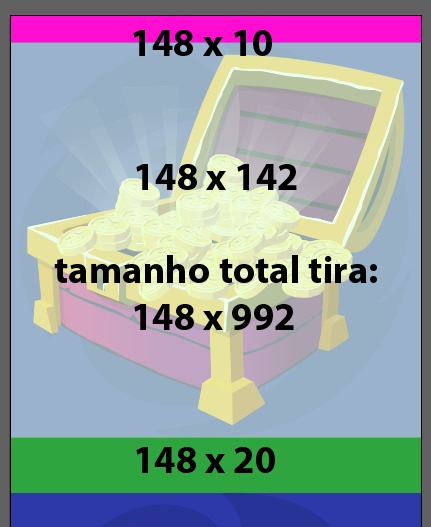 148 x 10
148 x 142
tamanho total tira:
148 x 992
148 x 20